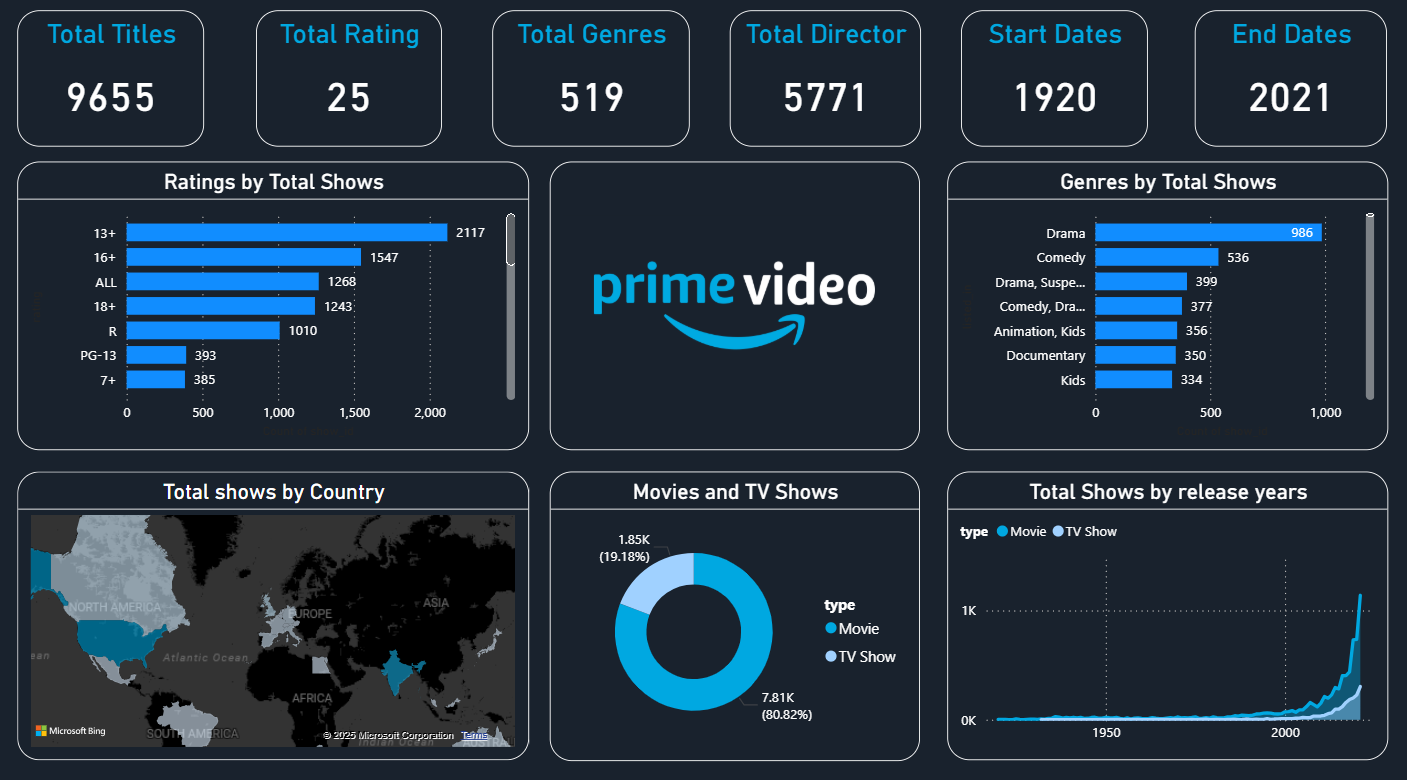 Total Titles
9655
Total Rating
25
Total Genres
519
Total Director
5771
Start Dates
1920
End Dates
2021
Ratings by Total Shows
13+ 2117
16+ 1547
ALL 1268
18+ 1243
R 1010
PG-13 393
7+ 385
0 500 1,000 1,500 2,000
prime video
Genres by Total Shows
Drama 986
Comedy 536
Drama, Suspe... 399
Comedy, Dra... 377
Animation, Kids 356
Documentary 350
Kids 334
0 500 1,000
Total shows by Country
NORTH AMERICA
EUROPE
ASIA
ean
Atlantic Ocean
AFRICA
SOUTH AMERICA
Indian Ocean
AUSTRAL
Microsoft Bing
© 2025 Microsoft Corporation Terms
Movies and TV Shows
1.85K
(19.18%)
type
Movie
TV Show
7.81K
(80.82%)
Total Shows by release years
type Movie TV Show
1K
0K
1950 2000